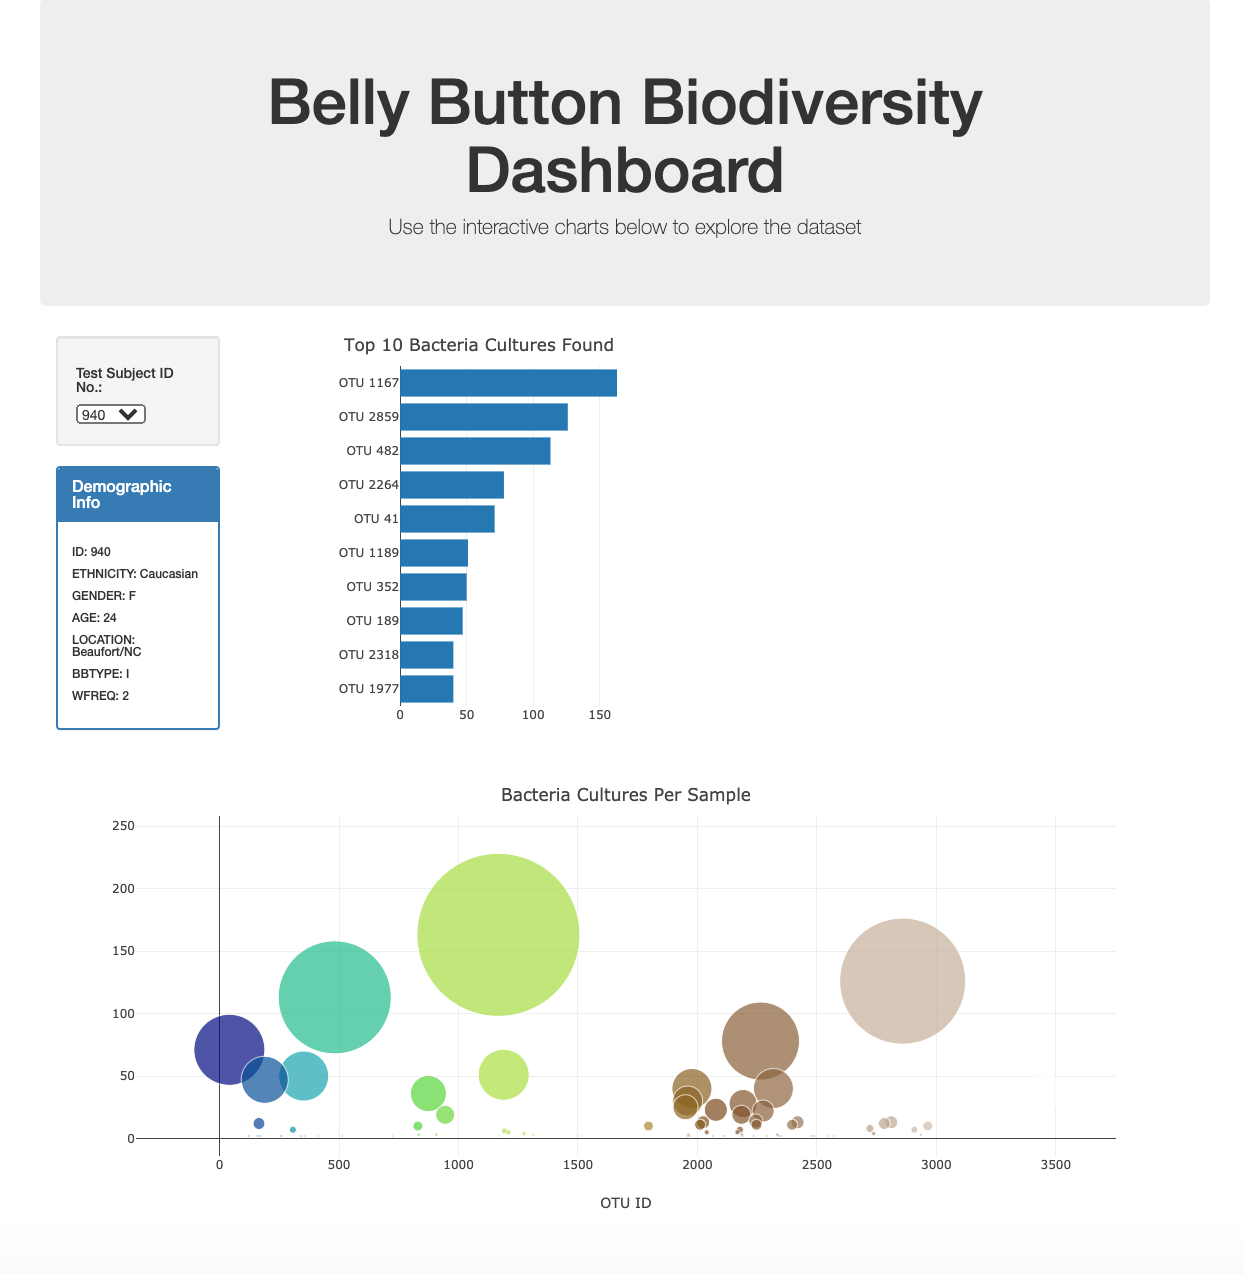 Belly Button Biodiversity
Dashboard
Use the interactive charts below to explore the dataset
Test Subject ID
No.:
940
Demographic
Info
ID: 940
ETHNICITY: Caucasian
GENDER: F
AGE: 24
LOCATION:
Beaufort/NC
BBTYPE: I
WFREQ: 2
Top 10 Bacteria Cultures Found
OTU 1167
OTU 2859
OTU 482
OTU 2264
OTU 41
OTU 1189
OTU 352
OTU 189
OTU 2318
OTU 1977
0 50 100 150
Bacteria Cultures Per Sample
250
200
150
100
50
0
0 500 1000 1500 2000 2500 3000 3500
OTU ID